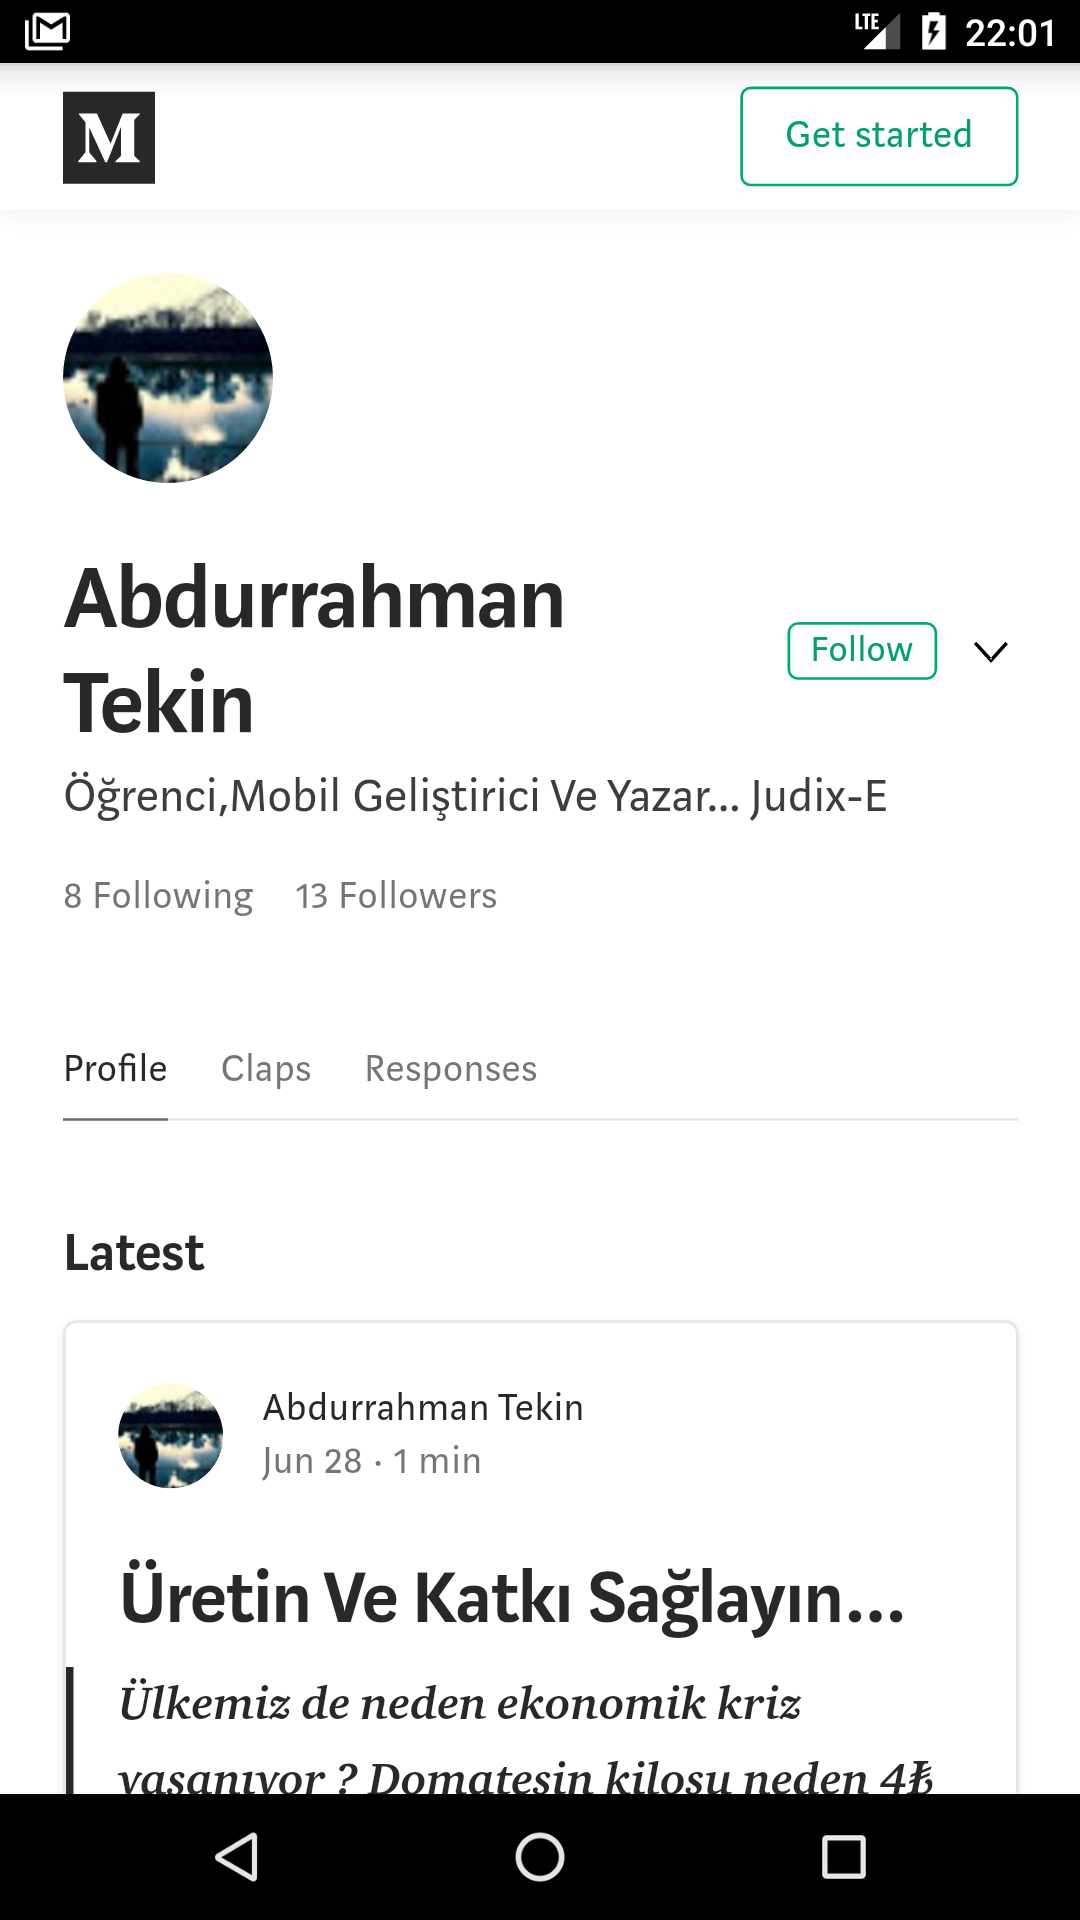 LTE 22:01
M
Get started
Abdurrahman
Tekin
Follow
Öğrenci,Mobil Geliştirici Ve Yazar... Judix-E
8 Following 13 Followers
Profile Claps Responses
Latest
Abdurrahman Tekin
Jun 28 · 1 min
Üretin Ve Katkı Sağlayın...
Ülkemiz de neden ekonomik kriz
yaşanıyor ? Domatesin kilosu neden 4₺